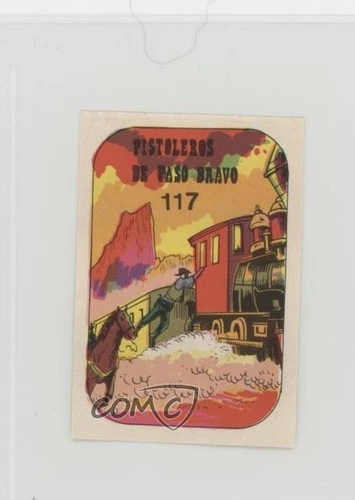 PISTOLEROS
DE PASO BRAVO
117
COMC